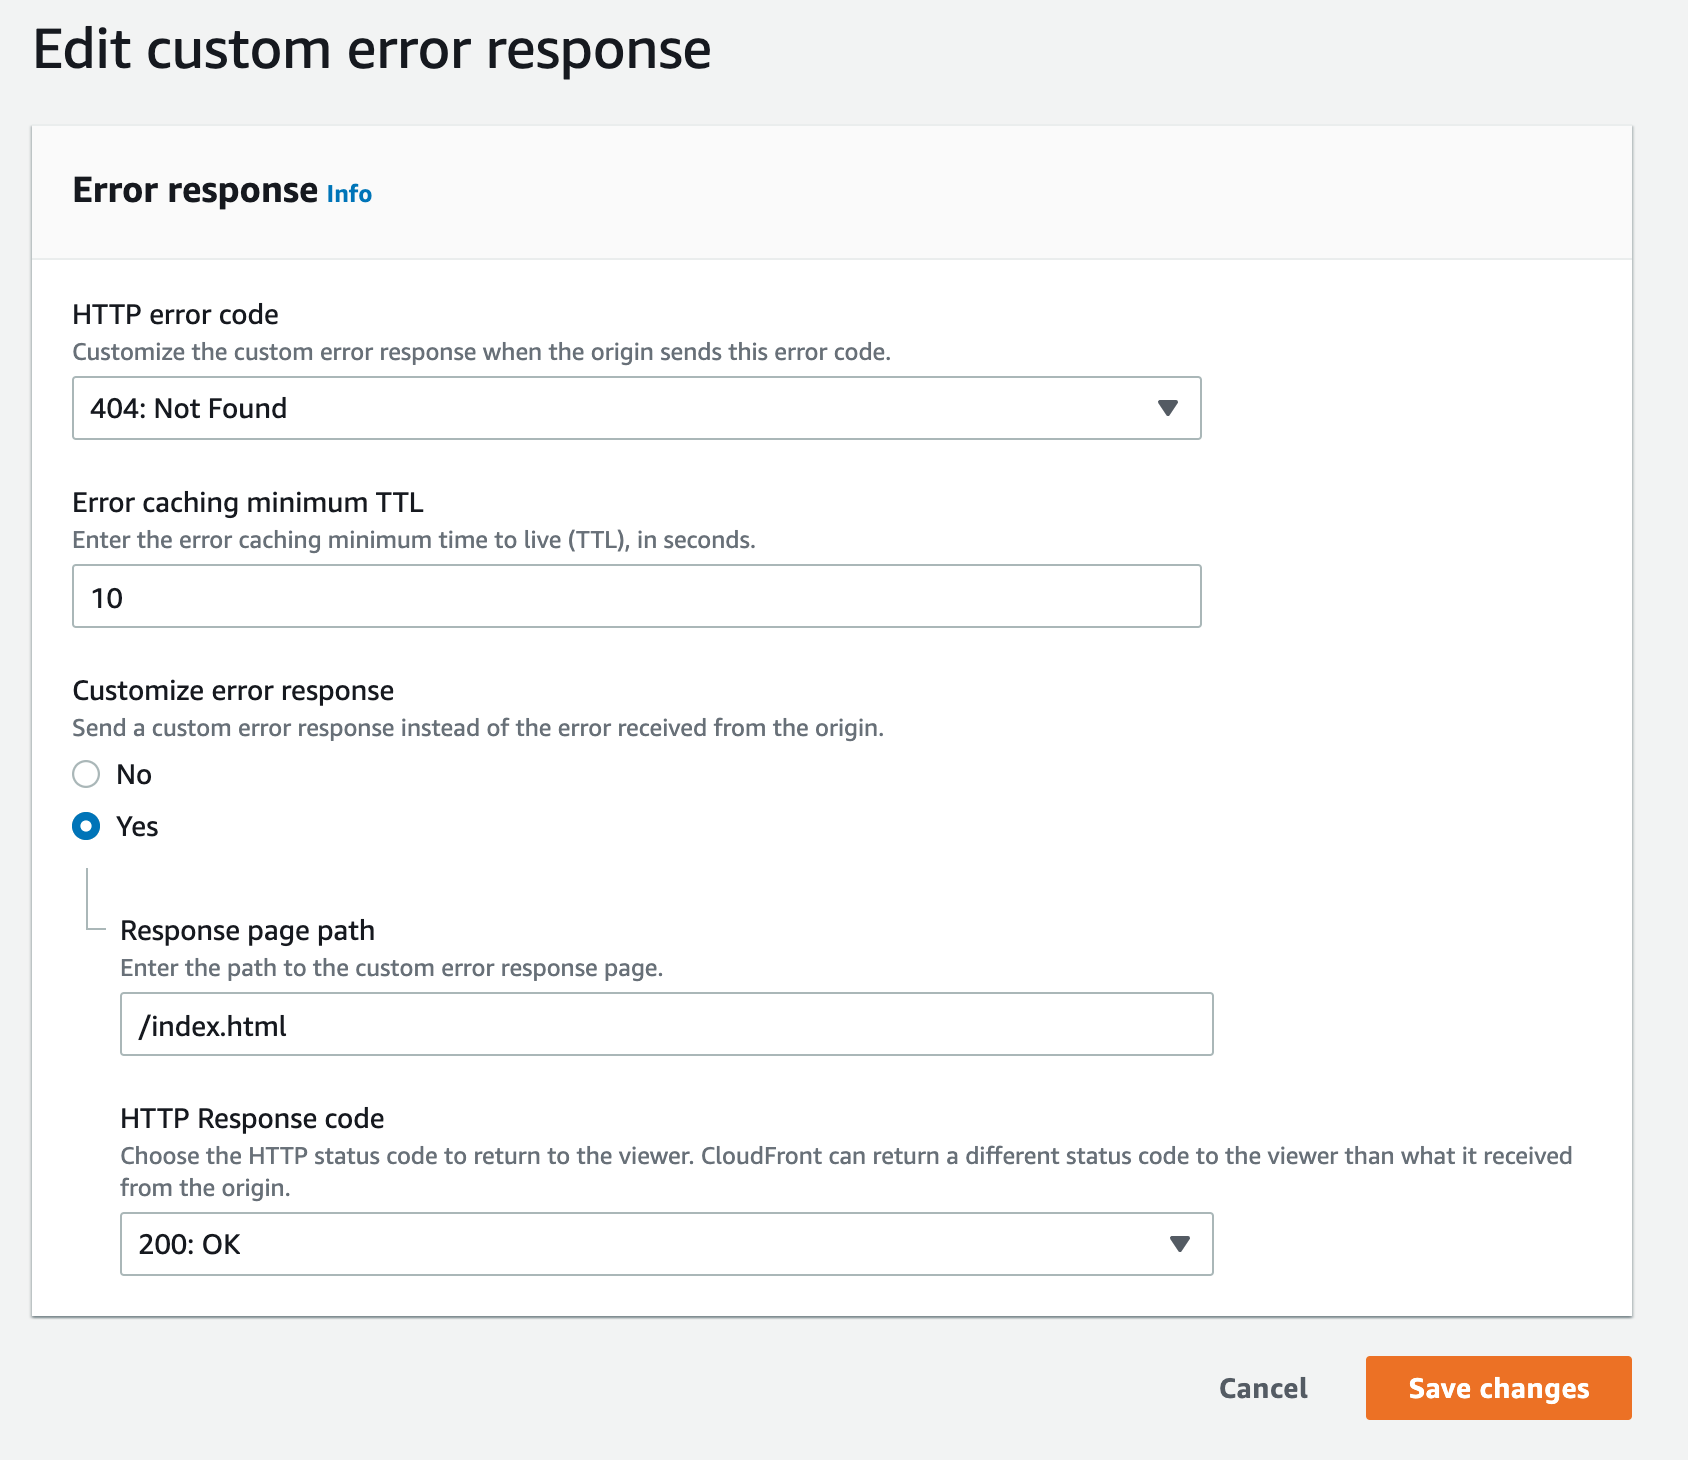 Edit custom error response
Error response Info
HTTP error code
Customize the custom error response when the origin sends this error code.
404: Not Found
Error caching minimum TTL
Enter the error caching minimum time to live (TTL), in seconds.
10
Customize error response
Send a custom error response instead of the error received from the origin.
No
Yes
Response page path
Enter the path to the custom error response page.
/index.html
HTTP Response code
Choose the HTTP status code to return to the viewer. CloudFront can return a different status code to the viewer than what it received
from the origin.
200: OK
Cancel
Save changes